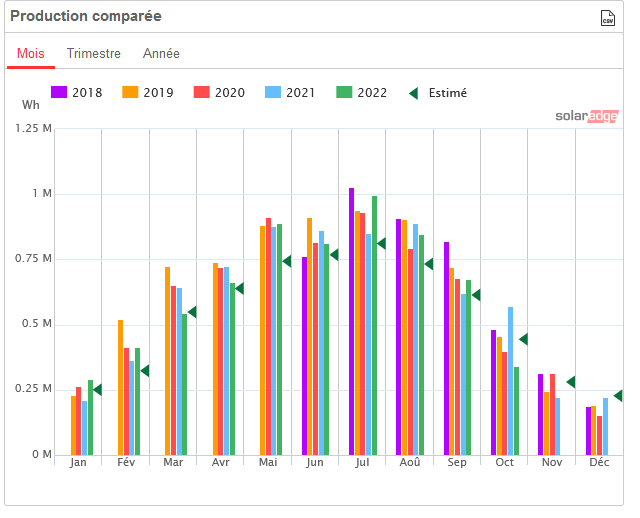 Production comparée
CSV
Mois Trimestre Année
2018 2019 2020 2021 2022 Estimé
Wh
solaredge
1.25 M
1 M
0.75 M
0.5 M
0.25 M
0 M
Jan Fév Mar Avr Mai Jun Jul Aoû Sep Oct Nov Déc